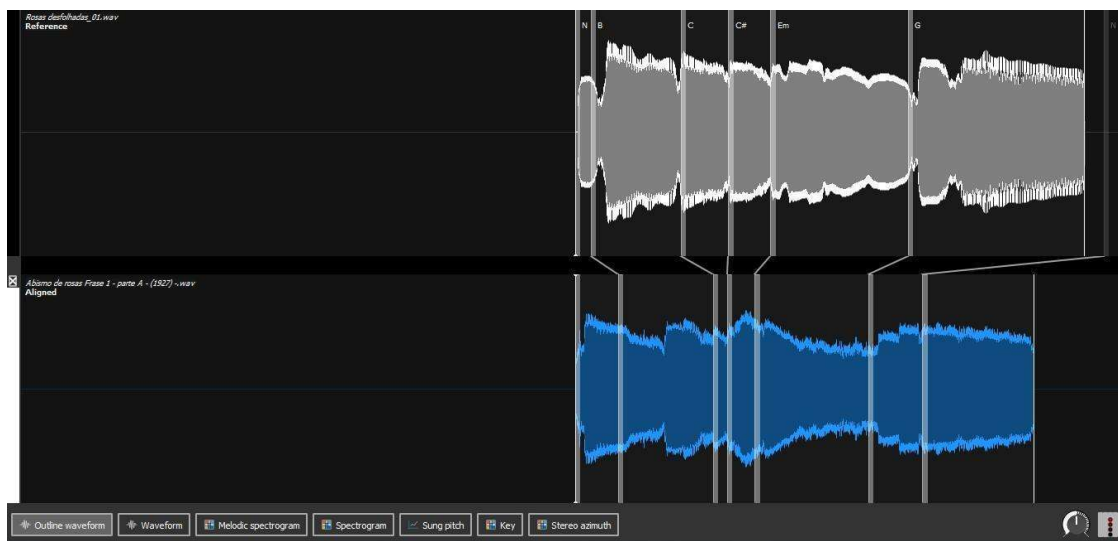 Rosas desfolhadas_01.wav
Reference
N B C C# Em G N
Abismo de rosas Frase 1 - parte A - (1927) -.wav
Aligned
Outline waveform Waveform Melodic spectrogram Spectrogram Sung pitch Key Stereo azimuth